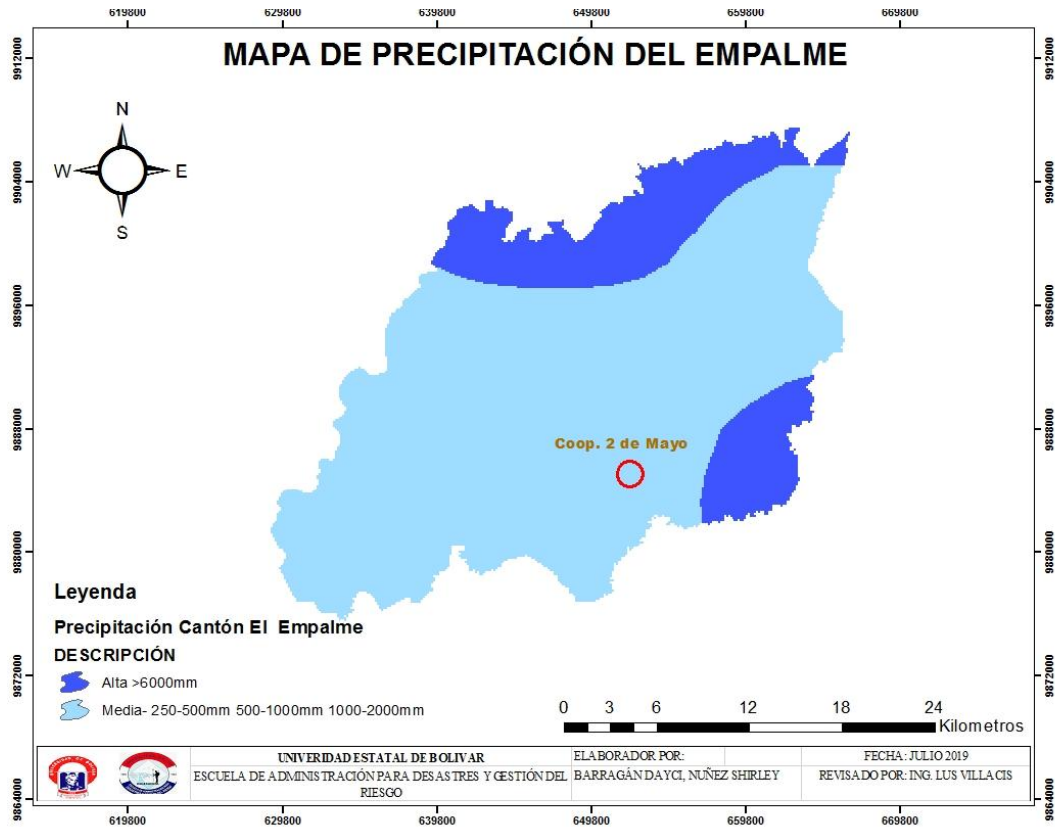 619800 629800 639800 649800 659800 669800
MAPA DE PRECIPITACIÓN DEL EMPALME
9912000 9912000
N
W E
S
9904000 9904000
9896000 9896000
9888000 9888000
Coop. 2 de Mayo
9880000 9880000
Leyenda
Precipitación Cantón El Empalme
DESCRIPCIÓN
Alta >6000mm
Media- 250-500mm 500-1000mm 1000-2000mm
9872000 9872000
0 3 6 12 18 24
Kilometros
UNIVERIDAD ESTATAL DE BOLIVAR
ESCUELA DE ADMINISTRACIÓN PARA DESASTRES Y GESTIÓN DEL
RIESGO
ELABORADOR POR:
BARRAGÁN DAYCI, NUÑEZ SHIRLEY
FECHA: JULIO 2019
REVISADO POR: ING. LUS VILLACIS
9864000 9864000
619800 629800 639800 649800 659800 669800